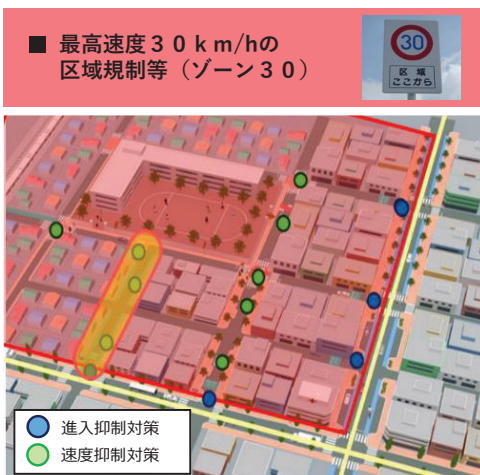 ■ 最高速度３０ｋｍ/hの
区域規制等（ゾーン３０）
30
区域
ここから
進入抑制対策
速度抑制対策